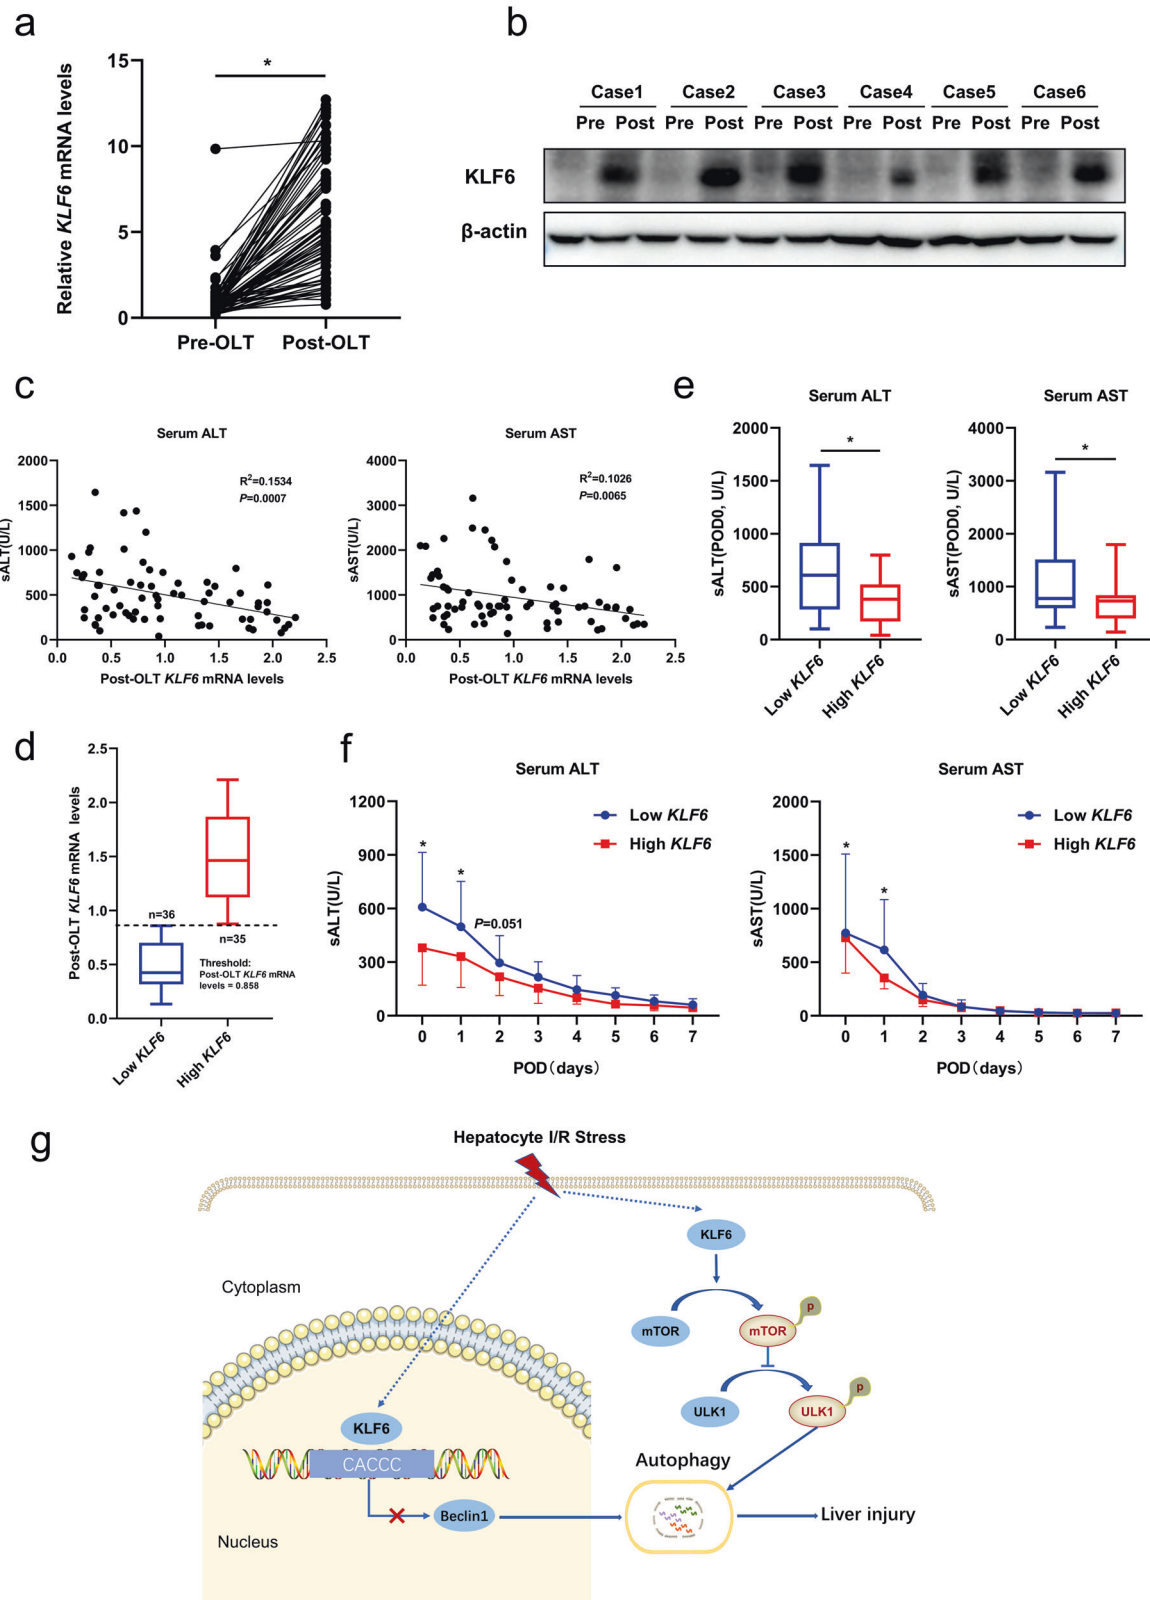 a
Relative KLF6 mRNA levels
15
10
5
0
*
Pre-OLT Post-OLT
b
Case1 Case2 Case3 Case4 Case5 Case6
Pre Post Pre Post Pre Post Pre Post Pre Post Pre Post
KLF6
β-actin
c
Serum ALT
sALT(U/L)
2000
1500
1000
500
0
R2=0.1534
P=0.0007
0.0 0.5 1.0 1.5 2.0 2.5
Post-OLT KLF6 mRNA levels
Serum AST
sAST(U/L)
4000
3000
2000
1000
0
R2=0.1026
P=0.0065
0.0 0.5 1.0 1.5 2.0 2.5
Post-OLT KLF6 mRNA levels
e
Serum ALT
sALT(POD0, U/L)
2000
1500
1000
500
0
*
Low KLF6
High KLF6
Serum AST
sAST(POD0, U/L)
4000
3000
2000
1000
0
*
Low KLF6
High KLF6
d
Post-OLT KLF6 mRNA levels
2.5
2.0
1.5
1.0
0.5
0.0
n=36
n=35
Threshold:
Post-OLT KLF6 mRNA
levels = 0.858
Low KLF6
High KLF6
f
Serum ALT
sALT(U/L)
1200
900
600
300
0
Low KLF6
High KLF6
*
*
P=0.051
0 1 2 3 4 5 6 7
POD(days)
Serum AST
sAST(U/L)
2000
1500
1000
500
0
Low KLF6
High KLF6
*
*
0 1 2 3 4 5 6 7
POD(days)
g
Hepatocyte I/R Stress
KLF6
Cytoplasm
p
mTOR mTOR
p
ULK1 ULK1
KLF6
CACCC
Autophagy
Beclin1
Liver injury
Nucleus